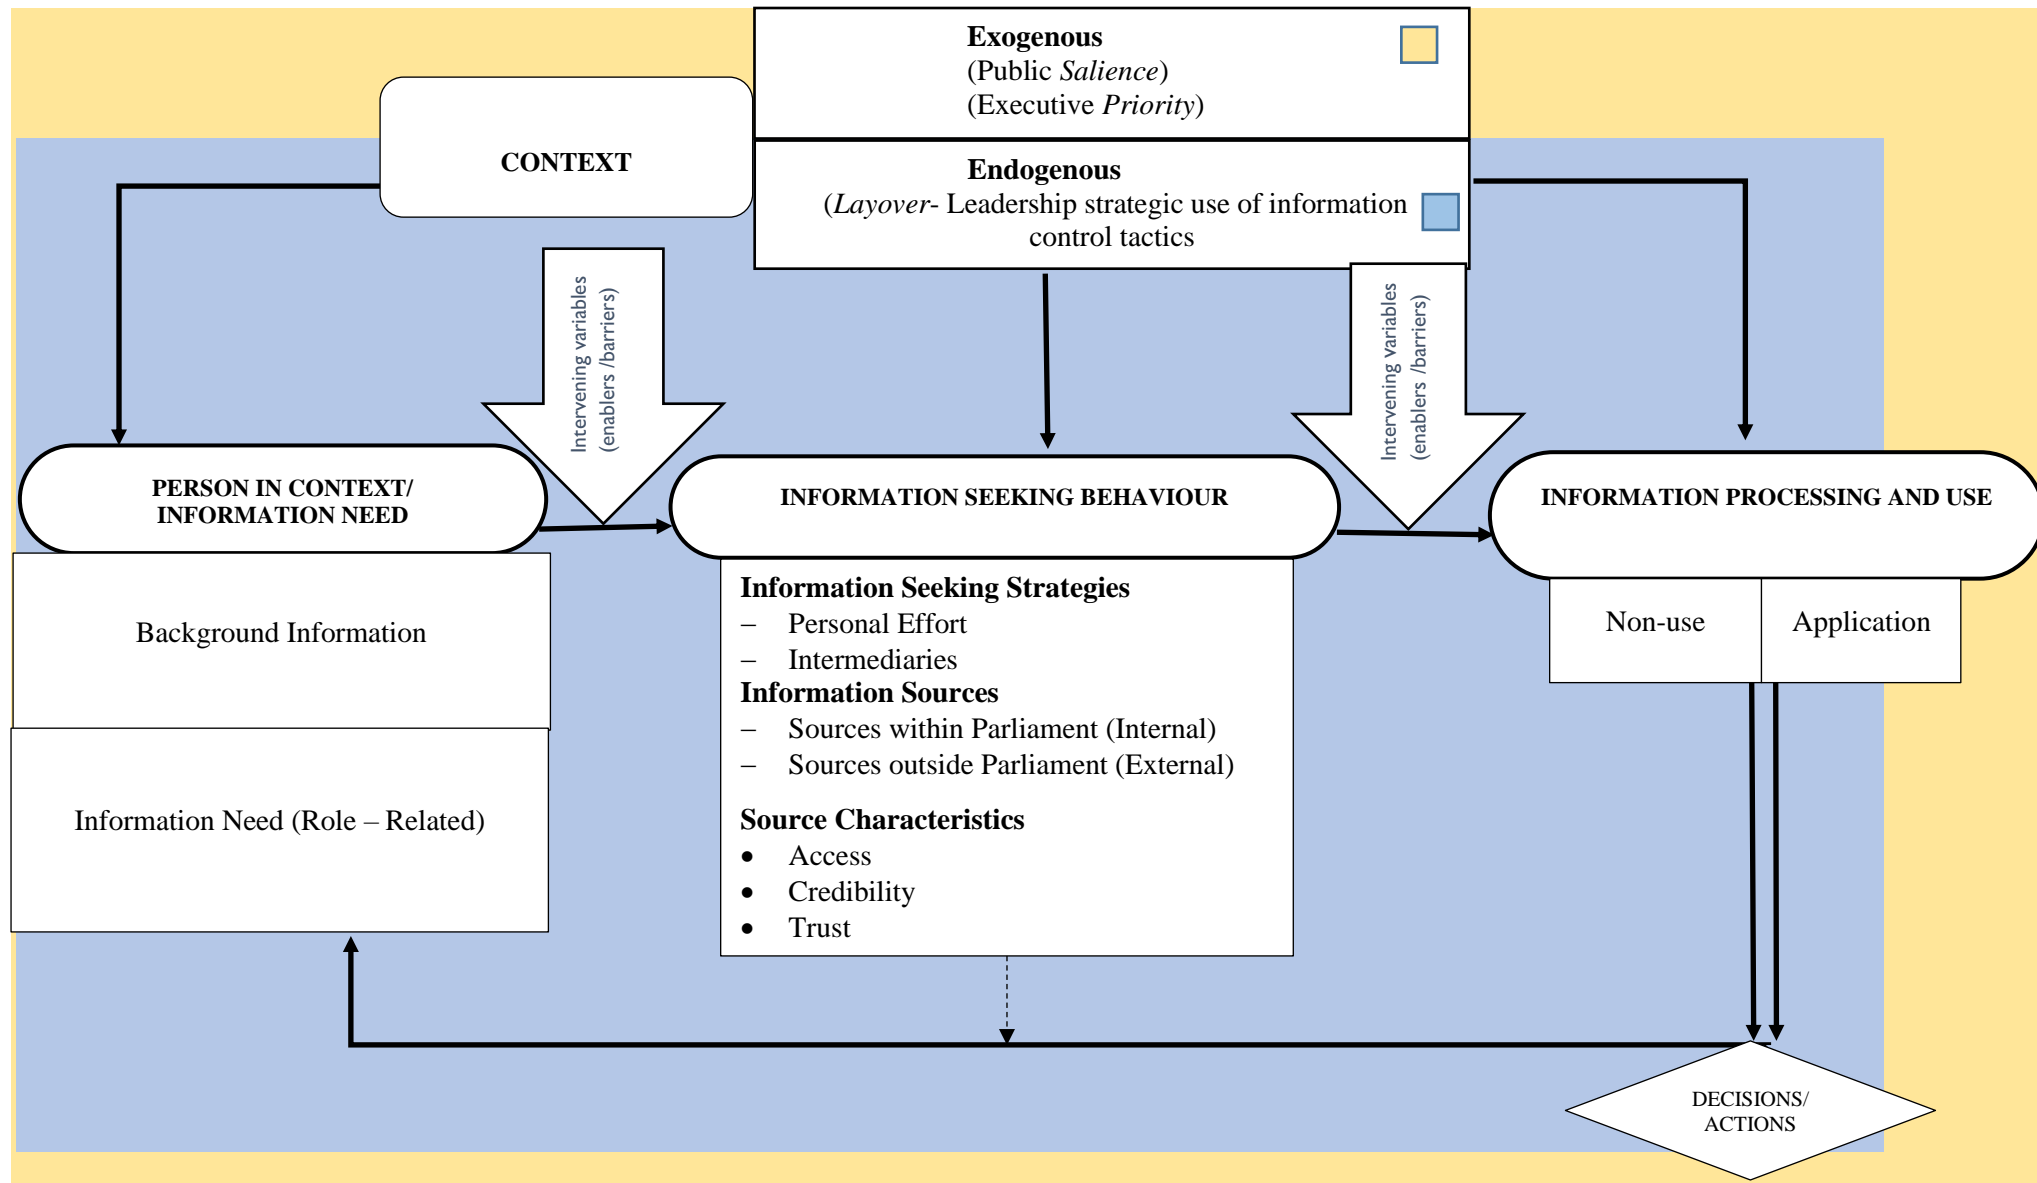 Exogenous
(Public Salience)
(Executive Priority)
CONTEXT
Endogenous
(Layover- Leadership strategic use of information
control tactics
Intervening variables
(enablers /barriers)
Intervening variables
(enablers /barriers)
PERSON IN CONTEXT/
INFORMATION NEED
INFORMATION SEEKING BEHAVIOUR
INFORMATION PROCESSING AND USE
Background Information
Information Need (Role – Related)
Information Seeking Strategies
– Personal Effort
– Intermediaries
Information Sources
– Sources within Parliament (Internal)
– Sources outside Parliament (External)
Source Characteristics
• Access
• Credibility
• Trust
Non-use
Application
DECISIONS/
ACTIONS